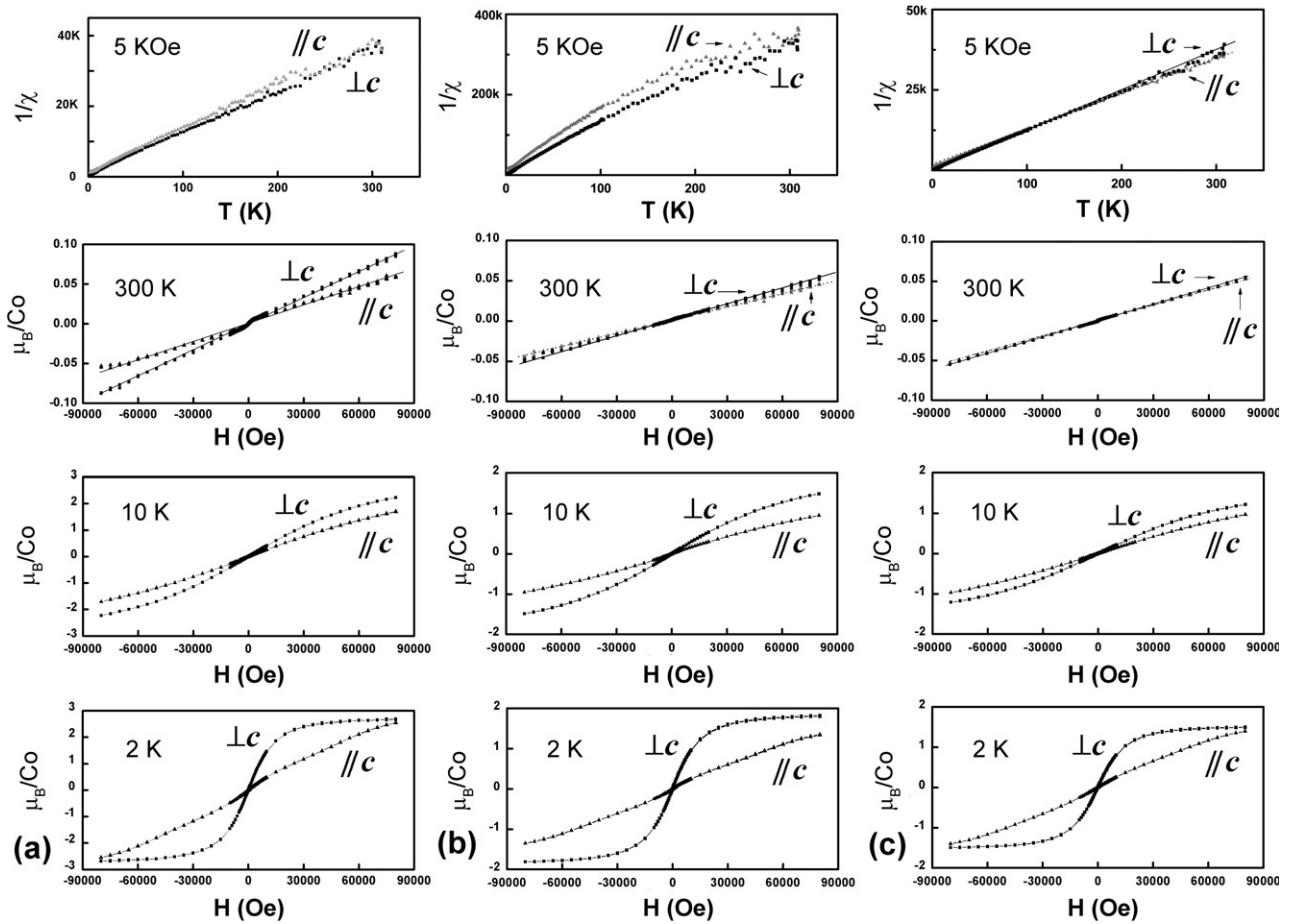 5 KOe
//c
⊥c
1/χ
40K
20K
0
0 100 200 300
T (K)
5 KOe
//c
⊥c
1/χ
400k
200k
0
0 100 200 300
T (K)
5 KOe
⊥c
//c
1/χ
50k
25k
0 100 200 300
T (K)
300 K
⊥c
//c
μB/Co
0.10
0.05
0.00
-0.05
-0.10
-90000 -60000 -30000 0 30000 60000 90000
H (Oe)
300 K
⊥c
//c
μB/Co
0.10
0.05
0.00
-0.05
-0.10
-90000 -60000 -30000 0 30000 60000 90000
H (Oe)
300 K
⊥c
//c
μB/Co
0.10
0.05
0.00
-0.05
-0.10
-90000 -60000 -30000 0 30000 60000 90000
H (Oe)
10 K
⊥c
//c
μB/Co
3
2
1
0
-1
-2
-3
-90000 -60000 -30000 0 30000 60000 90000
H (Oe)
10 K
⊥c
//c
μB/Co
2
1
0
-1
-2
-90000 -60000 -30000 0 30000 60000 90000
H (Oe)
10 K
⊥c
//c
μB/Co
2
1
0
-1
-2
-90000 -60000 -30000 0 30000 60000 90000
H (Oe)
2 K
⊥c
//c
μB/Co
3
2
1
0
-1
-2
-3
-90000 -60000 -30000 0 30000 60000 90000
H (Oe)
(a)
2 K
⊥c
//c
μB/Co
2
1
0
-1
-2
-90000 -60000 -30000 0 30000 60000 90000
H (Oe)
(b)
2 K
⊥c
//c
μB/Co
2
1
0
-1
-2
-90000 -60000 -30000 0 30000 60000 90000
H (Oe)
(c)